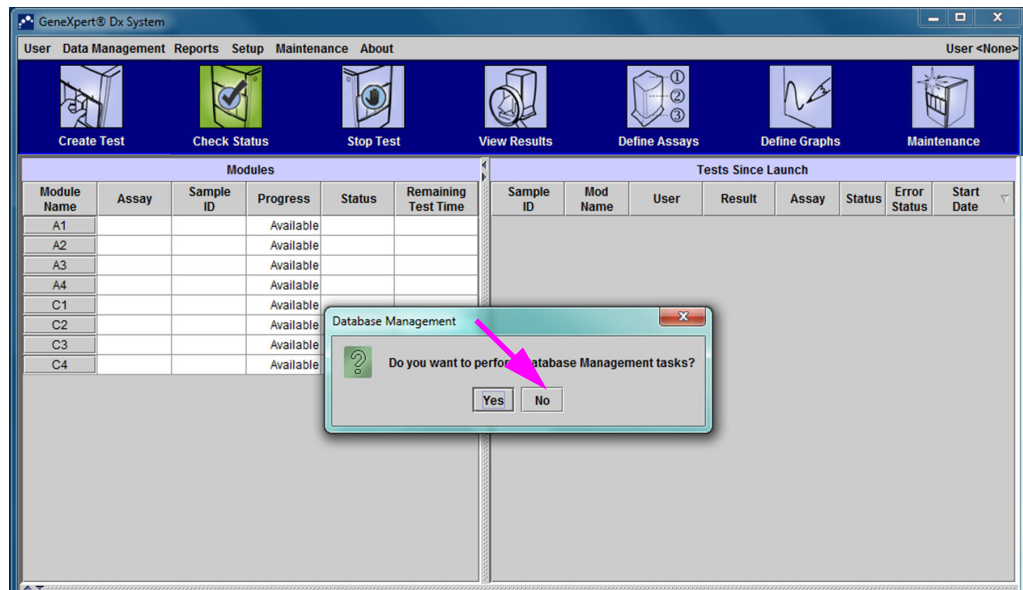 GeneXpert® Dx System
User Data Management Reports Setup Maintenance About User <None>
① ② ③
Create Test Check Status Stop Test View Results Define Assays Define Graphs Maintenance
Modules
Module Name Assay Sample ID Progress Status Remaining Test Time
A1 Available
A2 Available
A3 Available
A4 Available
C1 Available
C2 Available
C3 Available
C4 Available
Tests Since Launch
Sample ID Mod Name User Result Assay Status Error Status Start Date
Database Management
Do you want to perfor atabase Management tasks?
Yes No